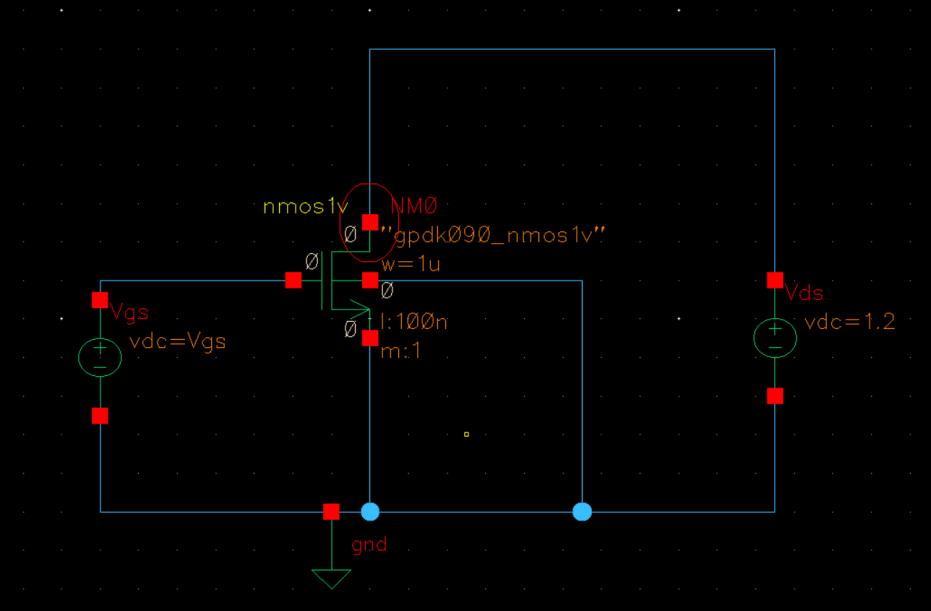 nmos1v
NM0
0
"gpdk090_nmos1v"
0
w=1u
0
Vgs
l:100n
0
vdc=Vgs
m:1
Vds
vdc=1.2
gnd